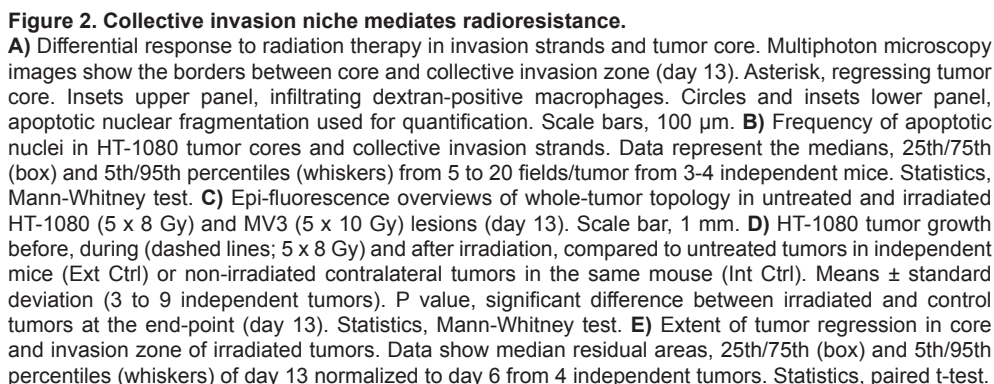 Figure 2. Collective invasion niche mediates radioresistance.
A) Differential response to radiation therapy in invasion strands and tumor core. Multiphoton microscopy
images show the borders between core and collective invasion zone (day 13). Asterisk, regressing tumor
core. Insets upper panel, infiltrating dextran-positive macrophages. Circles and insets lower panel,
apoptotic nuclear fragmentation used for quantification. Scale bars, 100 µm. B) Frequency of apoptotic
nuclei in HT-1080 tumor cores and collective invasion strands. Data represent the medians, 25th/75th
(box) and 5th/95th percentiles (whiskers) from 5 to 20 fields/tumor from 3-4 independent mice. Statistics,
Mann-Whitney test. C) Epi-fluorescence overviews of whole-tumor topology in untreated and irradiated
HT-1080 (5 x 8 Gy) and MV3 (5 x 10 Gy) lesions (day 13). Scale bar, 1 mm. D) HT-1080 tumor growth
before, during (dashed lines; 5 x 8 Gy) and after irradiation, compared to untreated tumors in independent
mice (Ext Ctrl) or non-irradiated contralateral tumors in the same mouse (Int Ctrl). Means ± standard
deviation (3 to 9 independent tumors). P value, significant difference between irradiated and control
tumors at the end-point (day 13). Statistics, Mann-Whitney test. E) Extent of tumor regression in core
and invasion zone of irradiated tumors. Data show median residual areas, 25th/75th (box) and 5th/95th
percentiles (whiskers) of day 13 normalized to day 6 from 4 independent tumors. Statistics, paired t-test.